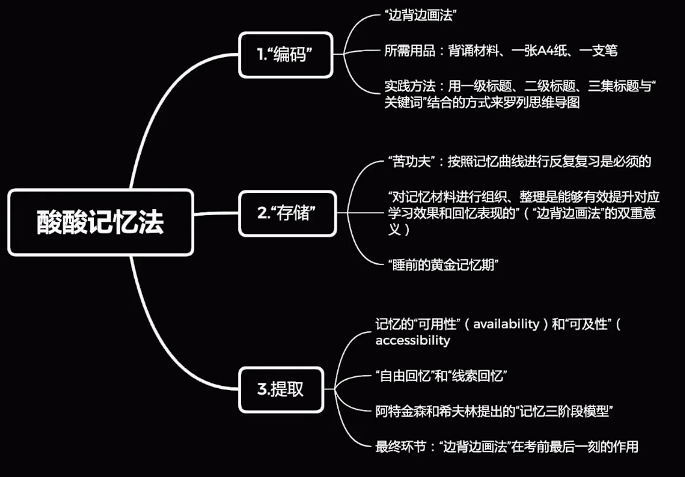 酸酸记忆法
1.“编码”
“边背边画法”
所需用品：背诵材料、一张A4纸、一支笔
实践方法：用一级标题、二级标题、三集标题与“
关键词”结合的方式来罗列思维导图
2.“存储”
“苦功夫”：按照记忆曲线进行反复复习是必须的
“对记忆材料进行组织、整理是能够有效提升对应
学习效果和回忆表现的”（“边背边画法”的双重意
义）
“睡前的黄金记忆期”
3.提取
记忆的“可用性”（availability）和“可及性”（
accessibility
“自由回忆”和“线索回忆”
阿特金森和希夫林提出的“记忆三阶段模型”
最终环节：“边背边画法”在考前最后一刻的作用